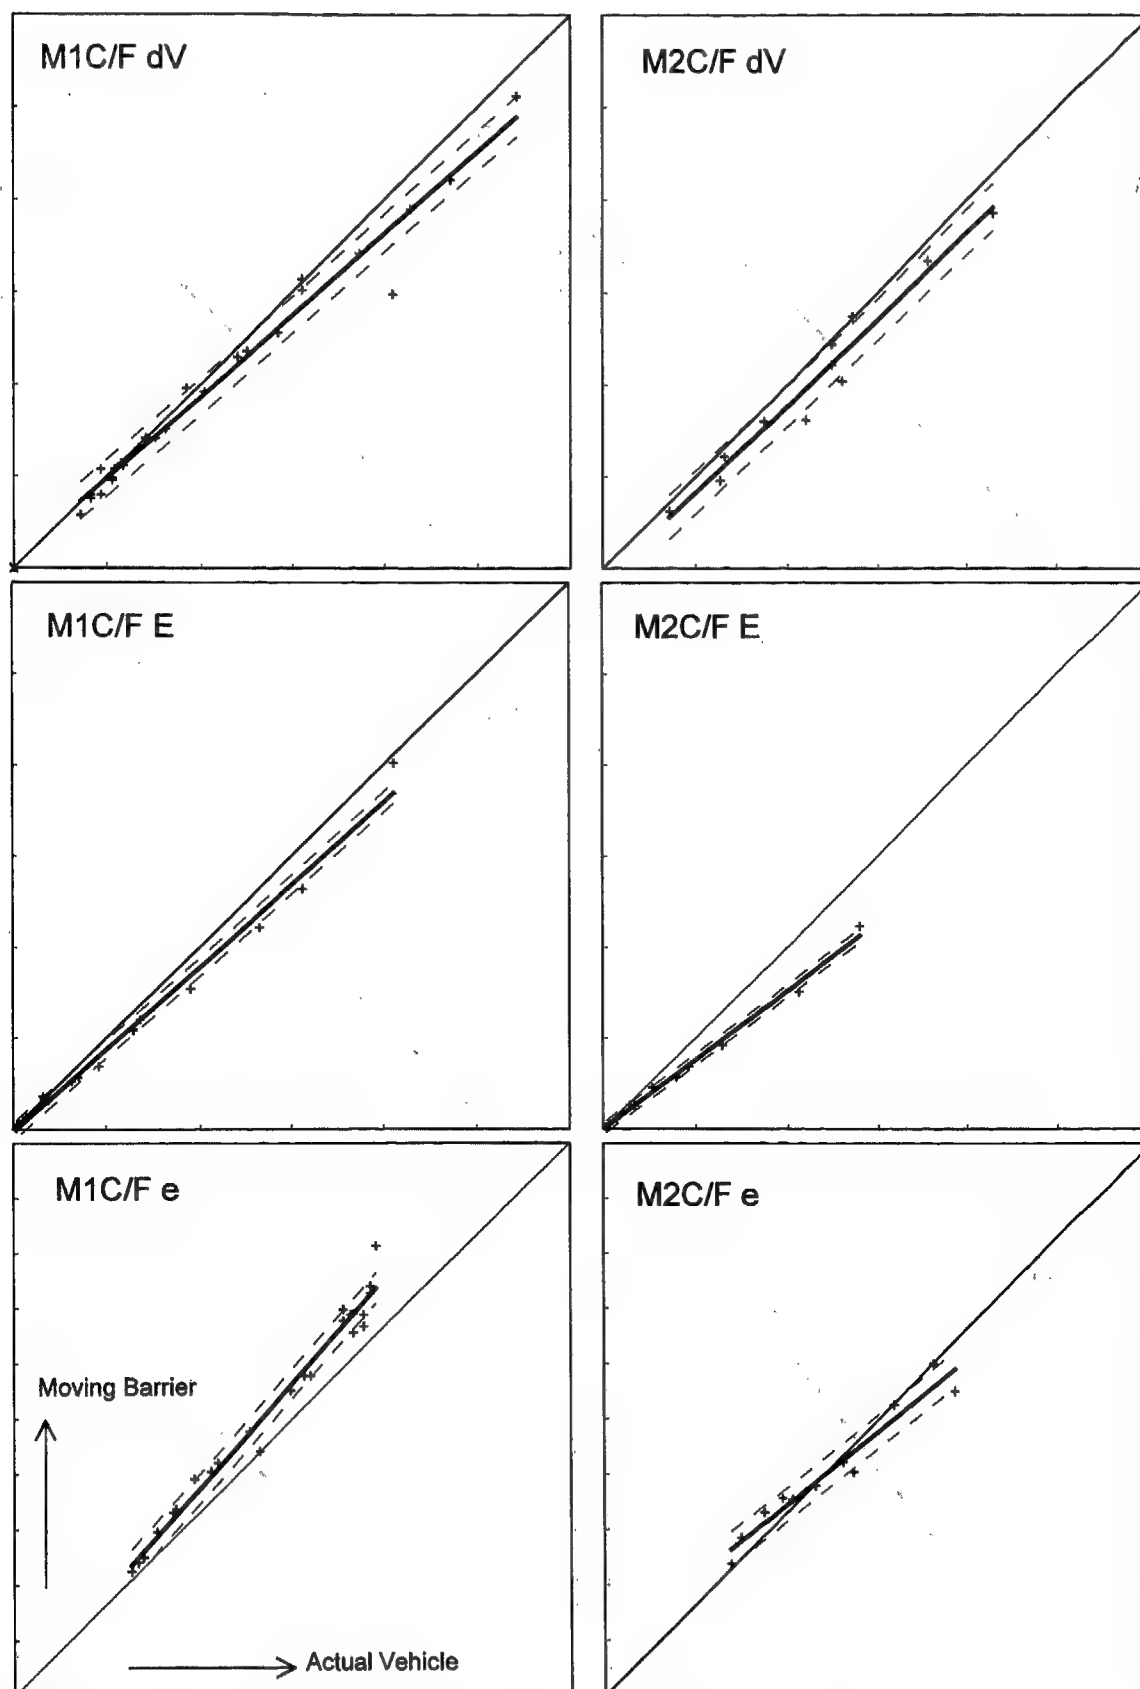 M1C/F dV
M2C/F dV
M1C/F E
M2C/F E
M1C/F e
M2C/F e
Moving Barrier
Actual Vehicle